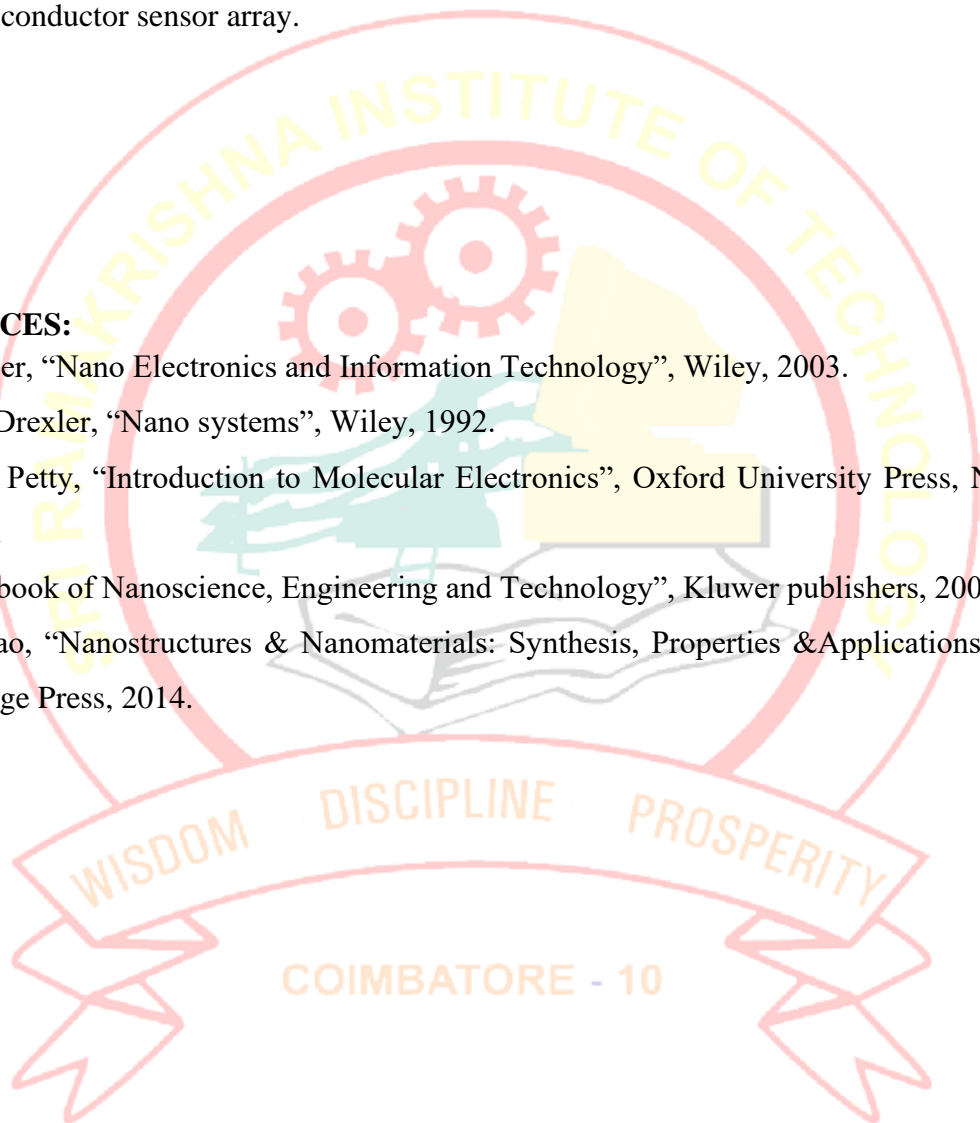 conductor sensor array.
CES:
er, “Nano Electronics and Information Technology”, Wiley, 2003.
Drexler, “Nano systems”, Wiley, 1992.
Petty, “Introduction to Molecular Electronics”, Oxford University Press, N
book of Nanoscience, Engineering and Technology”, Kluwer publishers, 200
ao, “Nanostructures & Nanomaterials: Synthesis, Properties &Applications
ge Press, 2014.
SRI RAMAKRISHNA INSTITUTE OF TECHNOLOGY
WISDOM DISCIPLINE PROSPERITY
COIMBATORE - 10